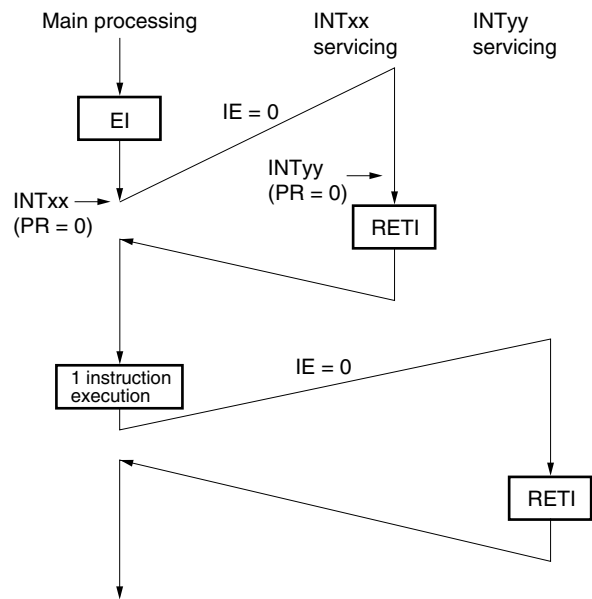 Main processing
INTxx
servicing
INTyy
servicing
EI
IE = 0
INTyy
(PR = 0)
INTxx
(PR = 0)
RETI
1 instruction
execution
IE = 0
RETI